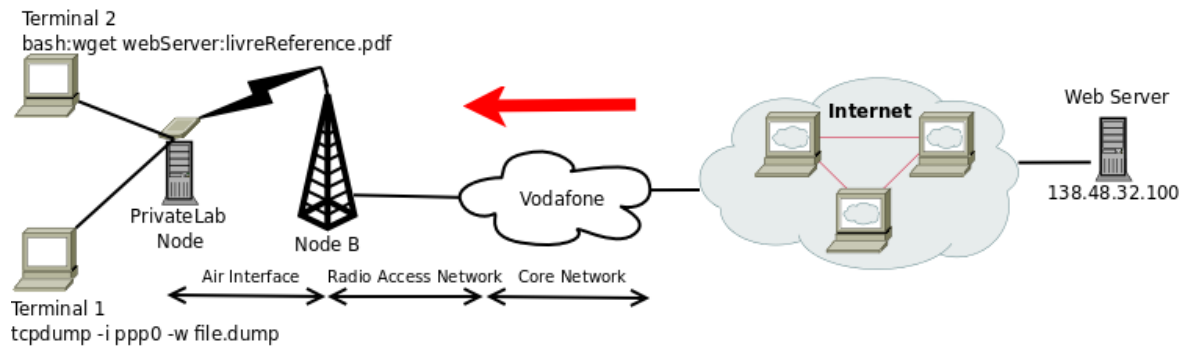 Terminal 2
bash:wget webServer:livreReference.pdf
Internet
Web Server
138.48.32.100
Vodafone
PrivateLab
Node
Node B
Air Interface
Radio Access Network
Core Network
Terminal 1
tcpdump -i ppp0 -w file.dump